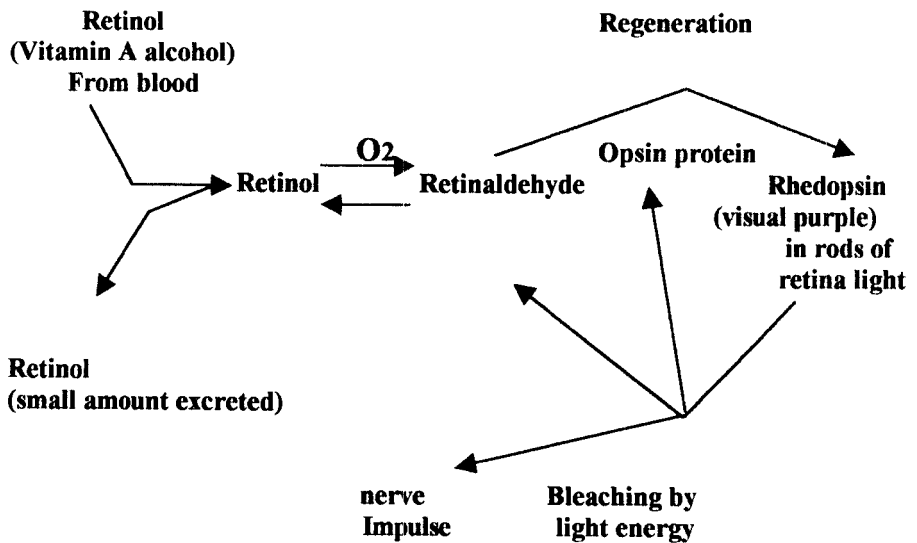 Retinol
(Vitamin A alcohol)
From blood
Regeneration
O2
Retinol
Retinaldehyde
Opsin protein
Rhedopsin
(visual purple)
in rods of
retina light
Retinol
(small amount excreted)
nerve
Impulse
Bleaching by
light energy